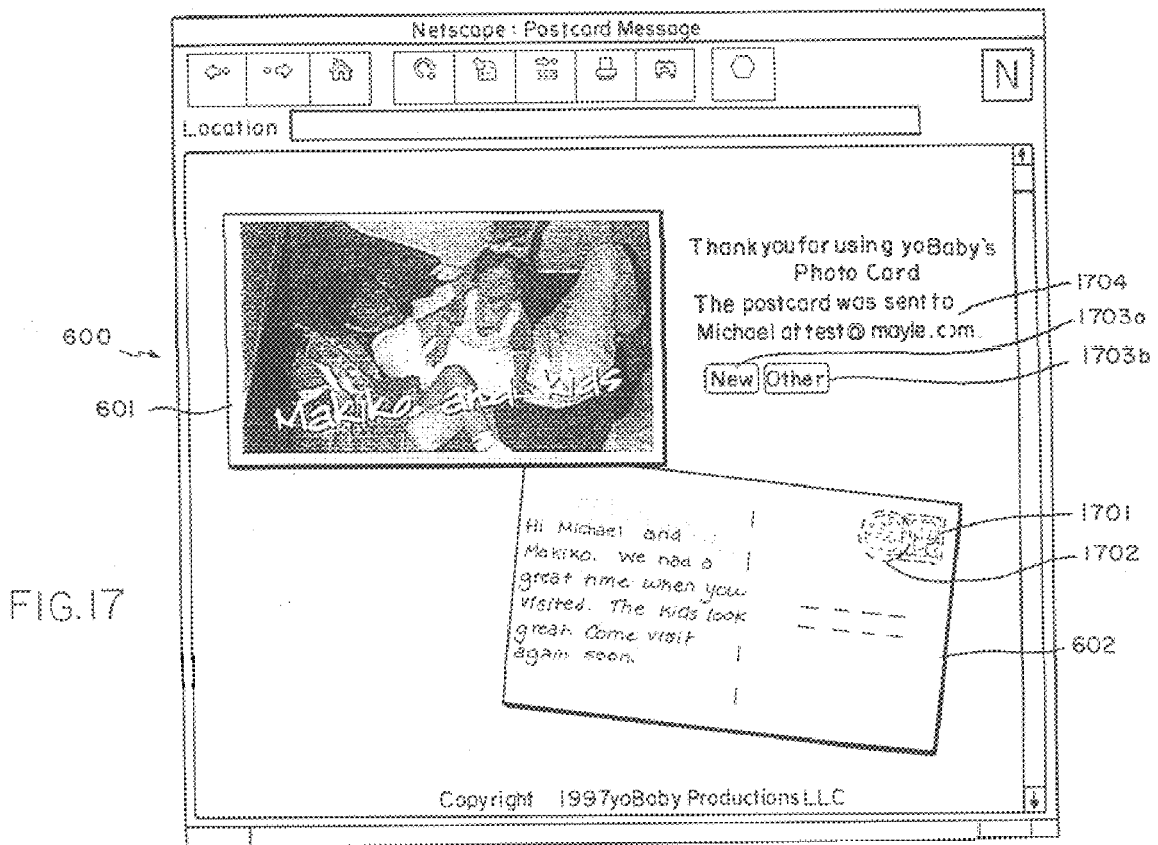 Netscape : Postcard Message
N
Location
Thank you for using yoBaby's
Photo Card
The postcard was sent to
Michael at test@mayle.com.
New Other
Makiko and Kids
Hi Michael and
Makiko. We had a
great time when you
visited. The kids look
great. Come visit
again soon.
Copyright 1997 yoBaby Productions LLC
600
601
1704
1703a
1703b
1701
1702
602
FIG.17